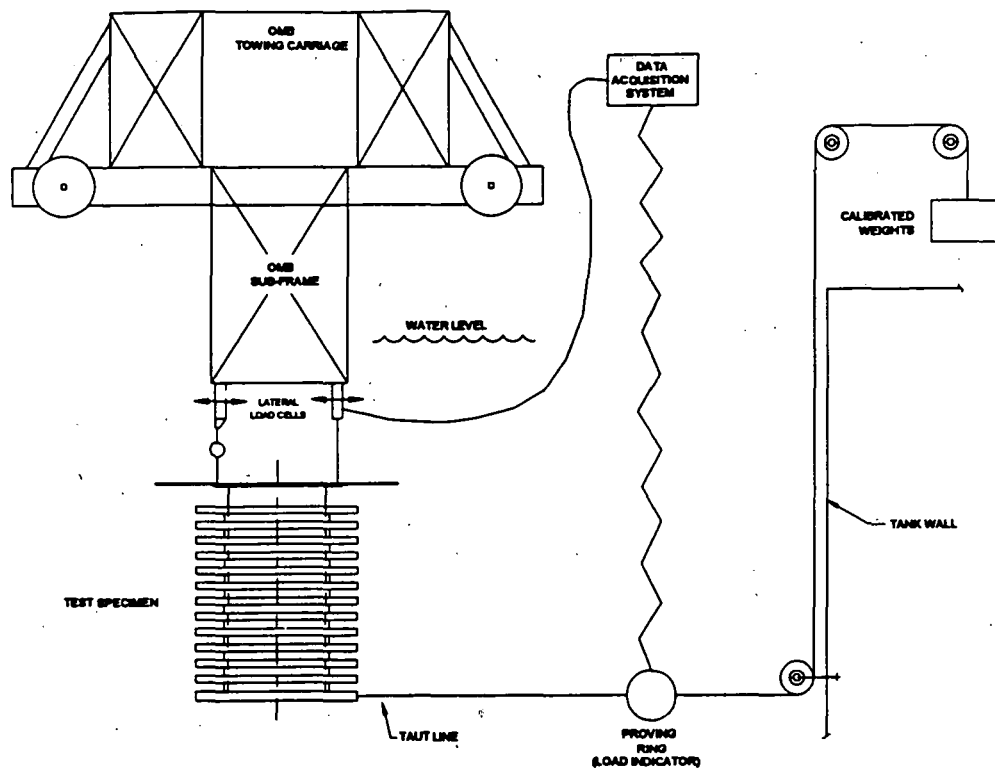 OMB
TOWING CARRIAGE
DATA
ACQUISITION
SYSTEM
CALIBRATED
WEIGHTS
OMB
SUB-FRAME
WATER LEVEL
LATERAL
LOAD CELLS
TANK WALL
TEST SPECIMEN
TAUT LINE
PROVING
RING
(LOAD INDICATOR)